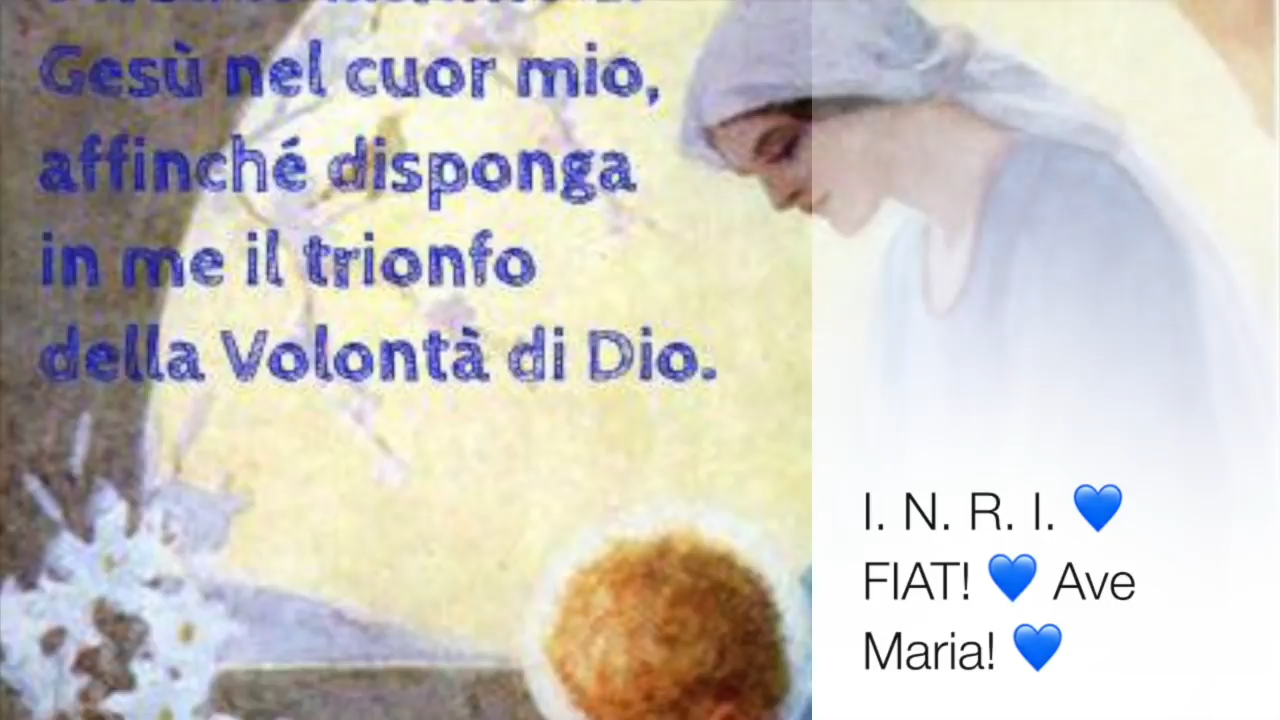 Gesù nel cuor mio,
affinché disponga
in me il trionfo
della Volontà di Dio.
I. N. R. I. 💙
FIAT! 💙 Ave
Maria! 💙